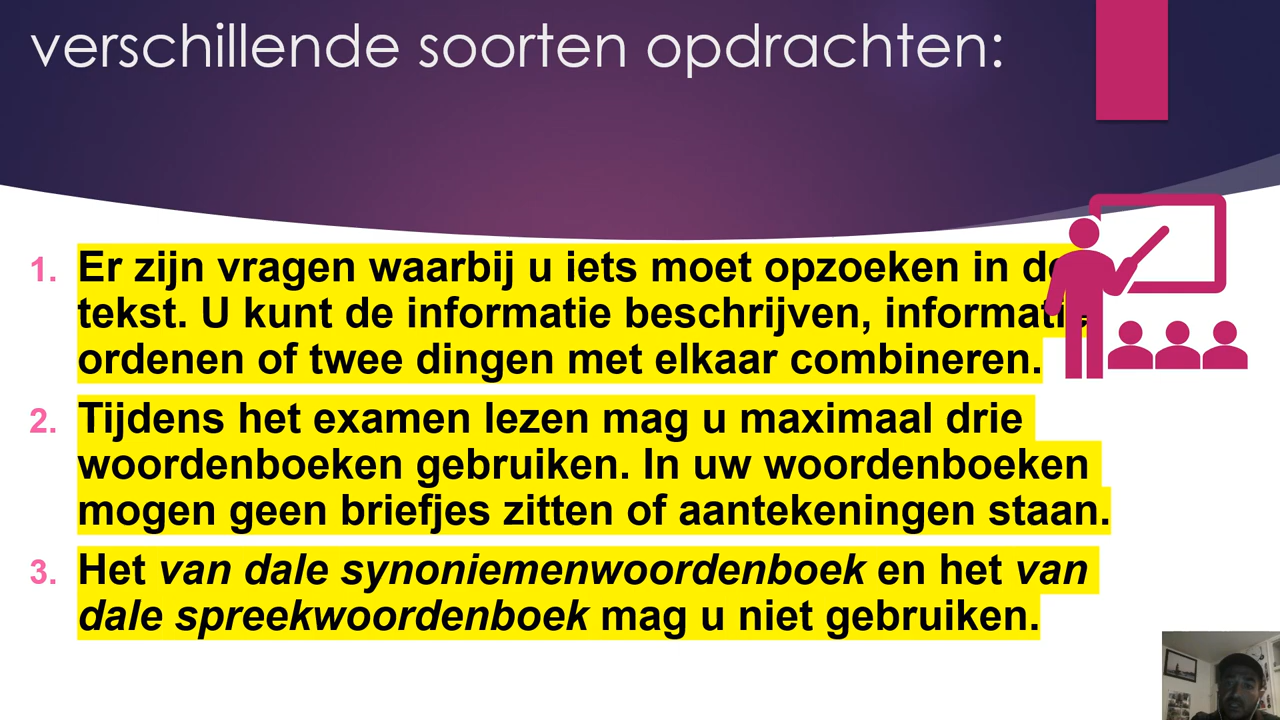 verschillende soorten opdrachten:
1. Er zijn vragen waarbij u iets moet opzoeken in de
tekst. U kunt de informatie beschrijven, informatie
ordenen of twee dingen met elkaar combineren.
2. Tijdens het examen lezen mag u maximaal drie
woordenboeken gebruiken. In uw woordenboeken
mogen geen briefjes zitten of aantekeningen staan.
3. Het van dale synoniemenwoordenboek en het van
dale spreekwoordenboek mag u niet gebruiken.